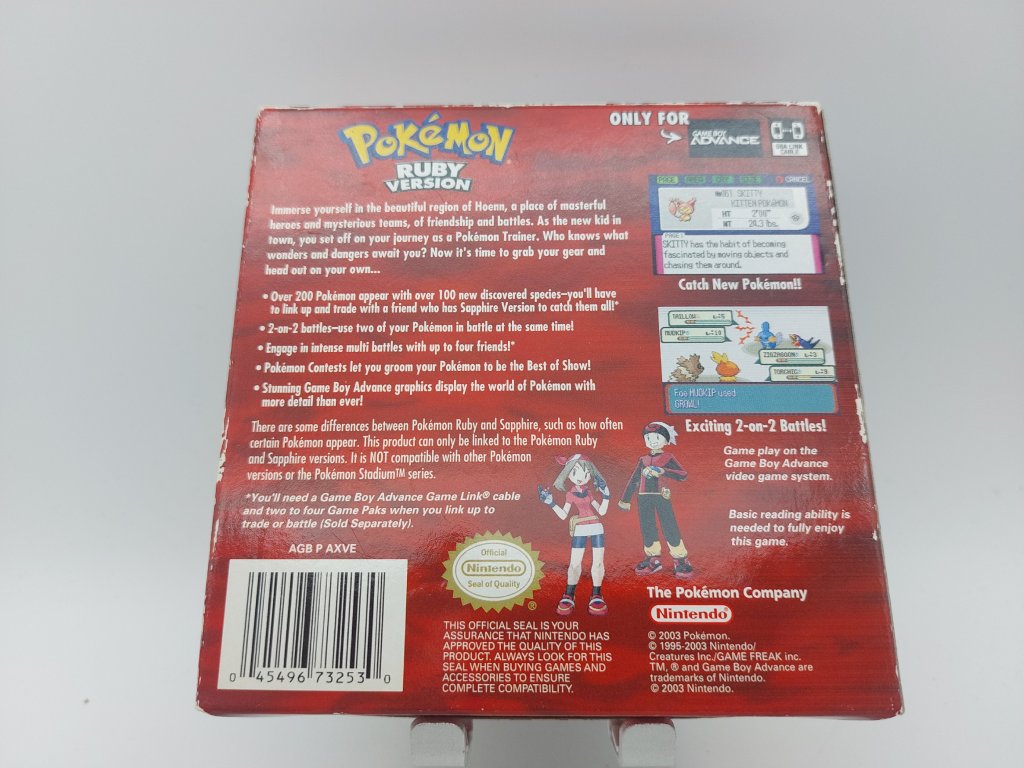 POKéMON
RUBY
VERSION
ONLY FOR
GAME BOY
ADVANCE
GBA LINK
CABLE
Immerse yourself in the beautiful region of Hoenn, a place of masterful
heroes and mysterious teams, of friendship and battles. As the new kid in
town, you set off on your journey as a Pokémon Trainer. Who knows what
wonders and dangers await you? Now it's time to grab your gear and
head out on your own...
• Over 200 Pokémon appear with over 100 new discovered species–you'll have
to link up and trade with a friend who has Sapphire Version to catch them all!*
• 2-on-2 battles–use two of your Pokémon in battle at the same time!
• Engage in intense multi battles with up to four friends!*
• Pokémon Contests let you groom your Pokémon to be the Best of Show!
• Stunning Game Boy Advance graphics display the world of Pokémon with
more detail than ever!
There are some differences between Pokémon Ruby and Sapphire, such as how often
certain Pokémon appear. This product can only be linked to the Pokémon Ruby
and Sapphire versions. It is NOT compatible with other Pokémon
versions or the Pokémon Stadium™ series.
*You'll need a Game Boy Advance Game Link® cable
and two to four Game Paks when you link up to
trade or battle (Sold Separately).
AGB P AXVE
0 45496 73253 0
Official
Nintendo
Seal of Quality
®
THIS OFFICIAL SEAL IS YOUR
ASSURANCE THAT NINTENDO HAS
APPROVED THE QUALITY OF THIS
PRODUCT. ALWAYS LOOK FOR THIS
SEAL WHEN BUYING GAMES AND
ACCESSORIES TO ENSURE
COMPLETE COMPATIBILITY.
CANCEL
SKITTY
KITTEN POKéMON
HT 2'00"
WT 24.3 lbs.
SKITTY has the habit of becoming
fascinated by moving objects and
chasing them around.
Catch New Pokémon!!
TAILLOW Lv:5
MUDKIP Lv:10
ZIGZAGOON Lv:3
TORCHIC Lv:9
Foe MUDKIP used
GROWL!
Exciting 2-on-2 Battles!
Game play on the
Game Boy Advance
video game system.
Basic reading ability is
needed to fully enjoy
this game.
The Pokémon Company
Nintendo
© 2003 Pokémon.
© 1995-2003 Nintendo/
Creatures Inc./GAME FREAK inc.
TM, ® and Game Boy Advance are
trademarks of Nintendo.
© 2003 Nintendo.